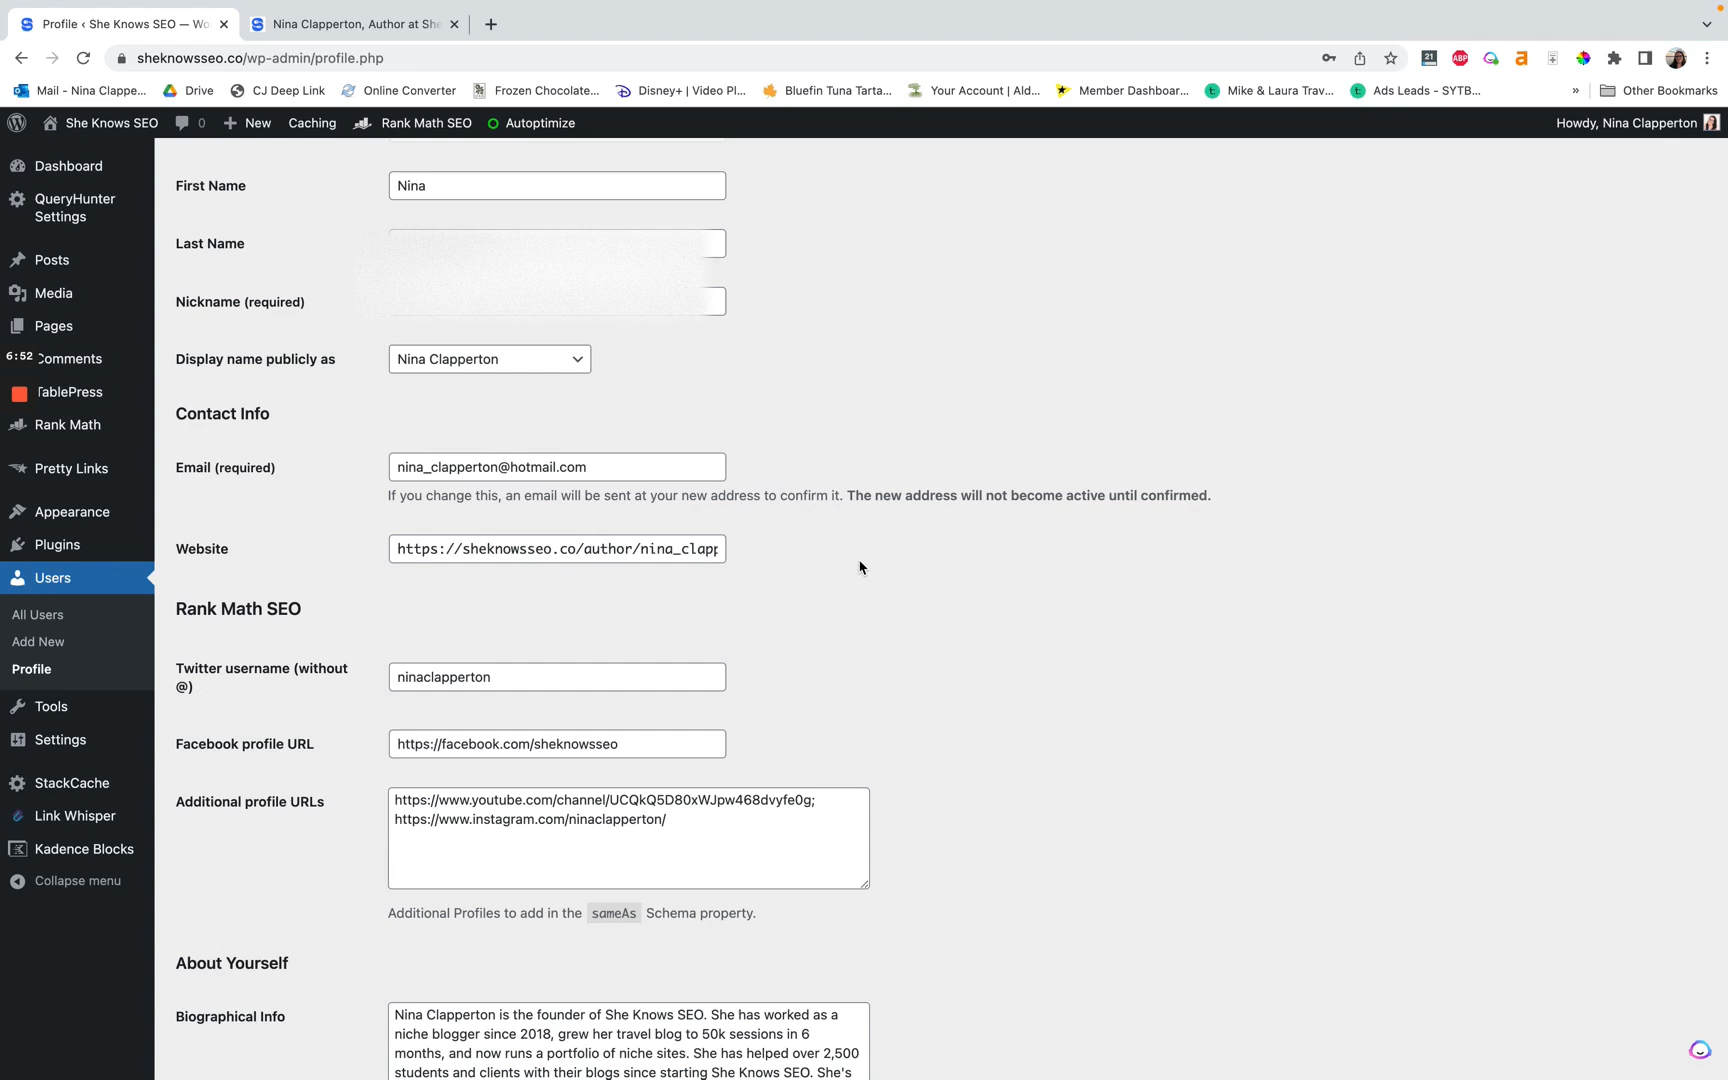 Profile ‹ She Knows SEO — Wo
Nina Clapperton, Author at She
sheknowsseo.co/wp-admin/profile.php
21
ABP
Mail - Nina Clappe...
Drive
CJ Deep Link
Online Converter
Frozen Chocolate...
Disney+ | Video Pl...
Bluefin Tuna Tarta...
Your Account | Ald...
Member Dashboar...
Mike & Laura Trav...
Ads Leads - SYTB...
»
Other Bookmarks
She Knows SEO
0
New
Caching
Rank Math SEO
Autoptimize
Howdy, Nina Clapperton
Dashboard
QueryHunter
Settings
Posts
Media
Pages
6:52
Comments
TablePress
Rank Math
Pretty Links
Appearance
Plugins
Users
All Users
Add New
Profile
Tools
Settings
StackCache
Link Whisper
Kadence Blocks
Collapse menu
First Name
Nina
Last Name
Nickname (required)
Display name publicly as
Nina Clapperton
Contact Info
Email (required)
nina_clapperton@hotmail.com
If you change this, an email will be sent at your new address to confirm it. The new address will not become active until confirmed.
Website
https://sheknowsseo.co/author/nina_clapp
Rank Math SEO
Twitter username (without
@)
ninaclapperton
Facebook profile URL
https://facebook.com/sheknowsseo
Additional profile URLs
https://www.youtube.com/channel/UCQkQ5D80xWJpw468dvyfe0g;
https://www.instagram.com/ninaclapperton/
Additional Profiles to add in the sameAs Schema property.
About Yourself
Biographical Info
Nina Clapperton is the founder of She Knows SEO. She has worked as a
niche blogger since 2018, grew her travel blog to 50k sessions in 6
months, and now runs a portfolio of niche sites. She has helped over 2,500
students and clients with their blogs since starting She Knows SEO. She's